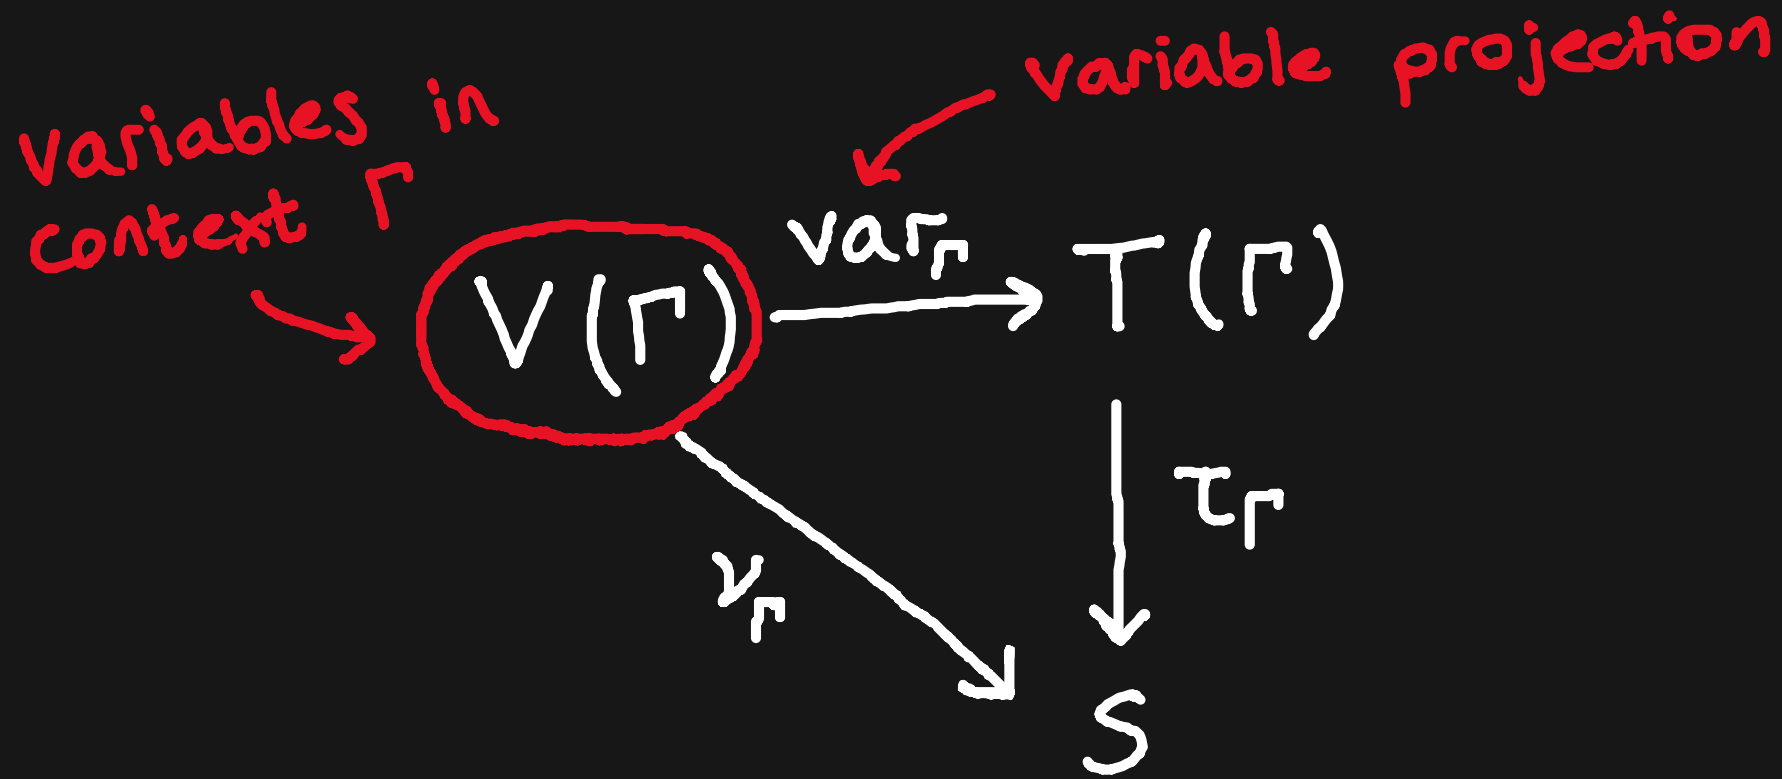 variable projection
variables in
context Γ
var_Γ
V(Γ)
T(Γ)
τ_Γ
ν_Γ
S